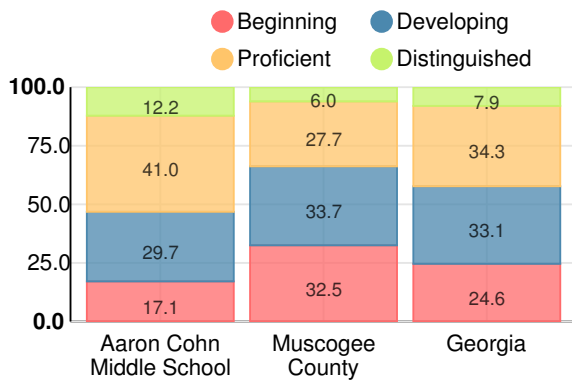 Beginning
Developing
Proficient
Distinguished
100.0
75.0
50.0
25.0
0.0
12.2
41.0
29.7
17.1
6.0
27.7
33.7
32.5
7.9
34.3
33.1
24.6
Aaron Cohn
Middle School
Muscogee
County
Georgia